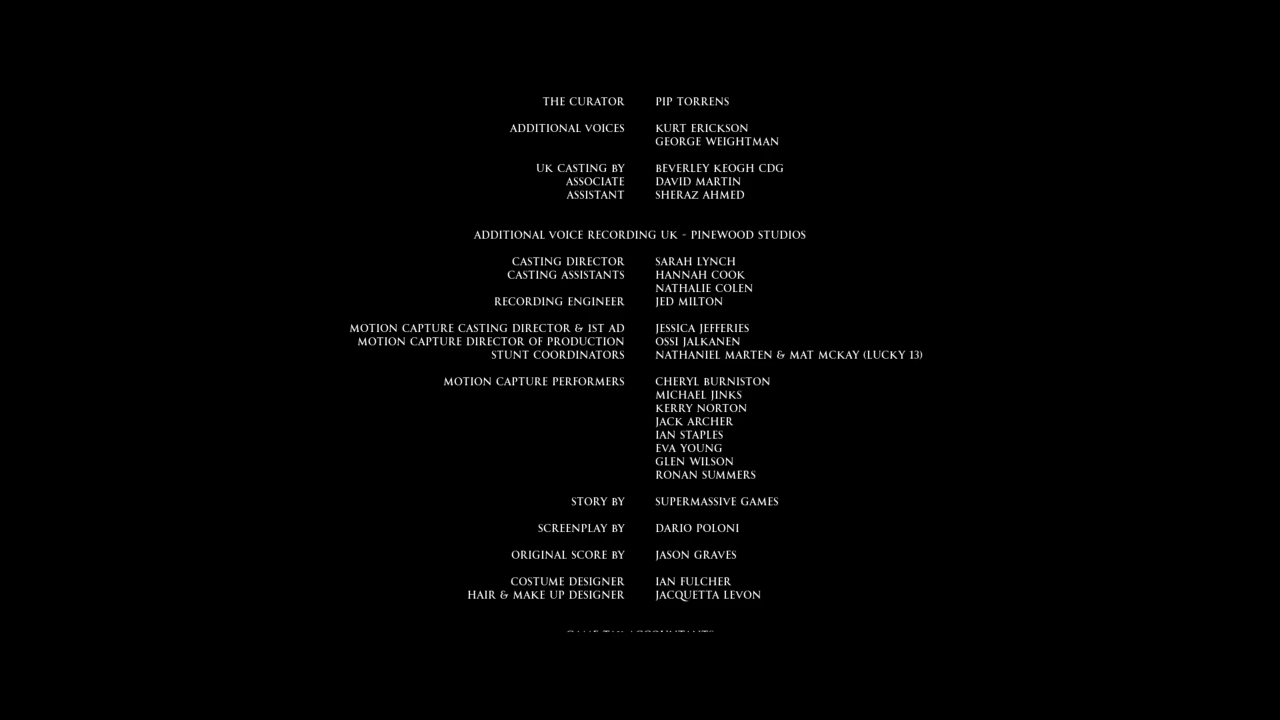 THE CURATOR PIP TORRENS
ADDITIONAL VOICES KURT ERICKSON
GEORGE WEIGHTMAN
UK CASTING BY BEVERLEY KEOGH CDG
ASSOCIATE DAVID MARTIN
ASSISTANT SHERAZ AHMED
ADDITIONAL VOICE RECORDING UK - PINEWOOD STUDIOS
CASTING DIRECTOR SARAH LYNCH
CASTING ASSISTANTS HANNAH COOK
NATHALIE COLEN
RECORDING ENGINEER JED MILTON
MOTION CAPTURE CASTING DIRECTOR & 1ST AD JESSICA JEFFERIES
MOTION CAPTURE DIRECTOR OF PRODUCTION OSSI JALKANEN
STUNT COORDINATORS NATHANIEL MARTEN & MAT MCKAY (LUCKY 13)
MOTION CAPTURE PERFORMERS CHERYL BURNISTON
MICHAEL JINKS
KERRY NORTON
JACK ARCHER
IAN STAPLES
EVA YOUNG
GLEN WILSON
RONAN SUMMERS
STORY BY SUPERMASSIVE GAMES
SCREENPLAY BY DARIO POLONI
ORIGINAL SCORE BY JASON GRAVES
COSTUME DESIGNER IAN FULCHER
HAIR & MAKE UP DESIGNER JACQUETTA LEVON